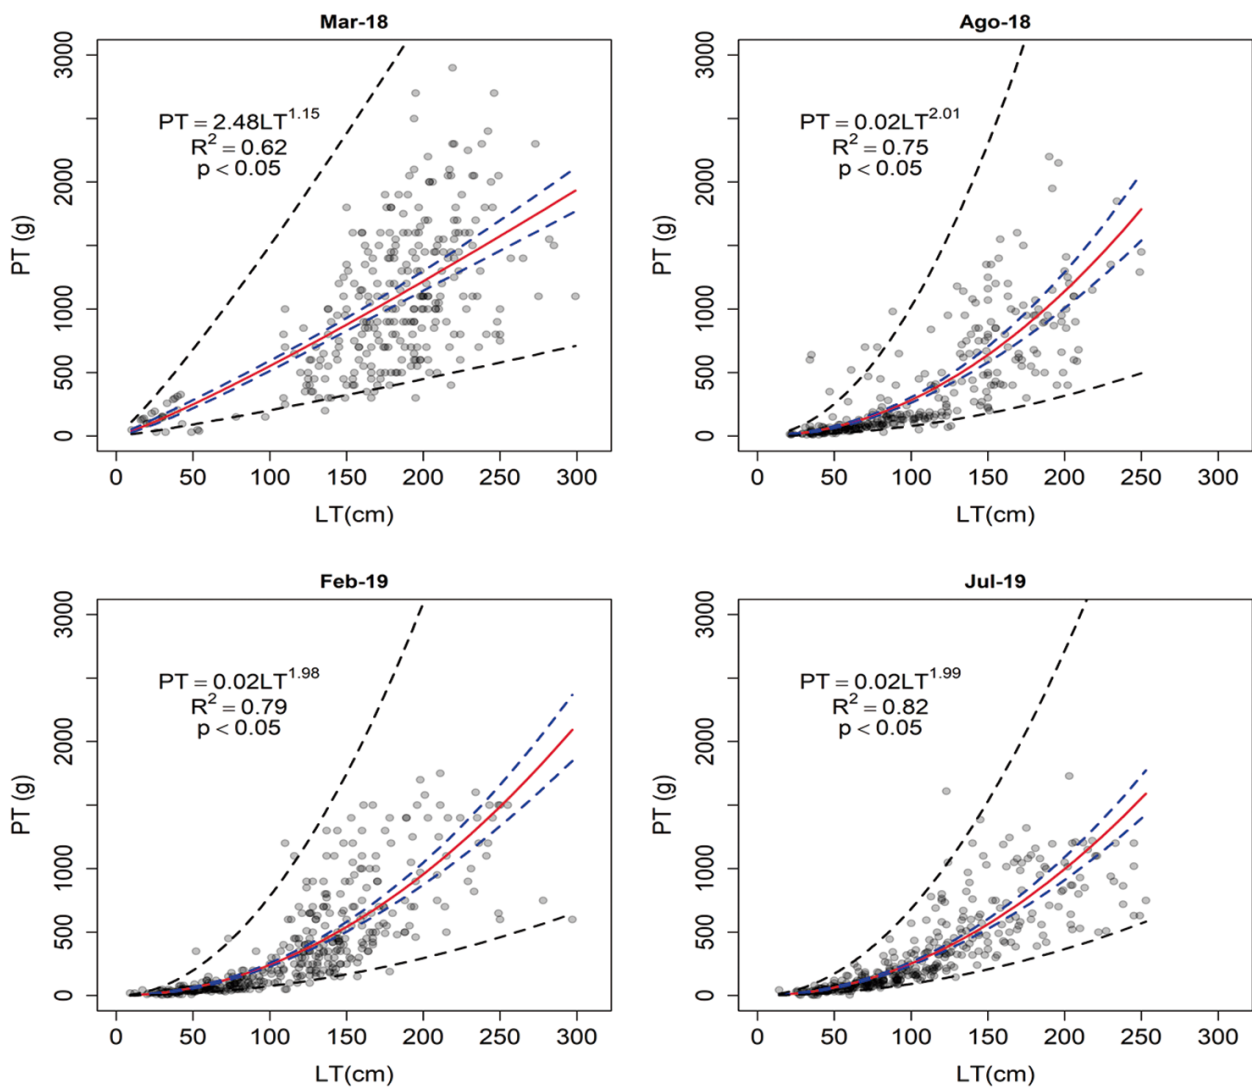 Mar-18
3000
2000
1000
500
0
PT (g)
PT = 2.48LT^1.15
R² = 0.62
p < 0.05
0 50 100 150 200 250 300
LT(cm)
Ago-18
3000
2000
1000
500
0
PT (g)
PT = 0.02LT^2.01
R² = 0.75
p < 0.05
0 50 100 150 200 250 300
LT(cm)
Feb-19
3000
2000
1000
500
0
PT (g)
PT = 0.02LT^1.98
R² = 0.79
p < 0.05
0 50 100 150 200 250 300
LT(cm)
Jul-19
3000
2000
1000
500
0
PT (g)
PT = 0.02LT^1.99
R² = 0.82
p < 0.05
0 50 100 150 200 250 300
LT(cm)